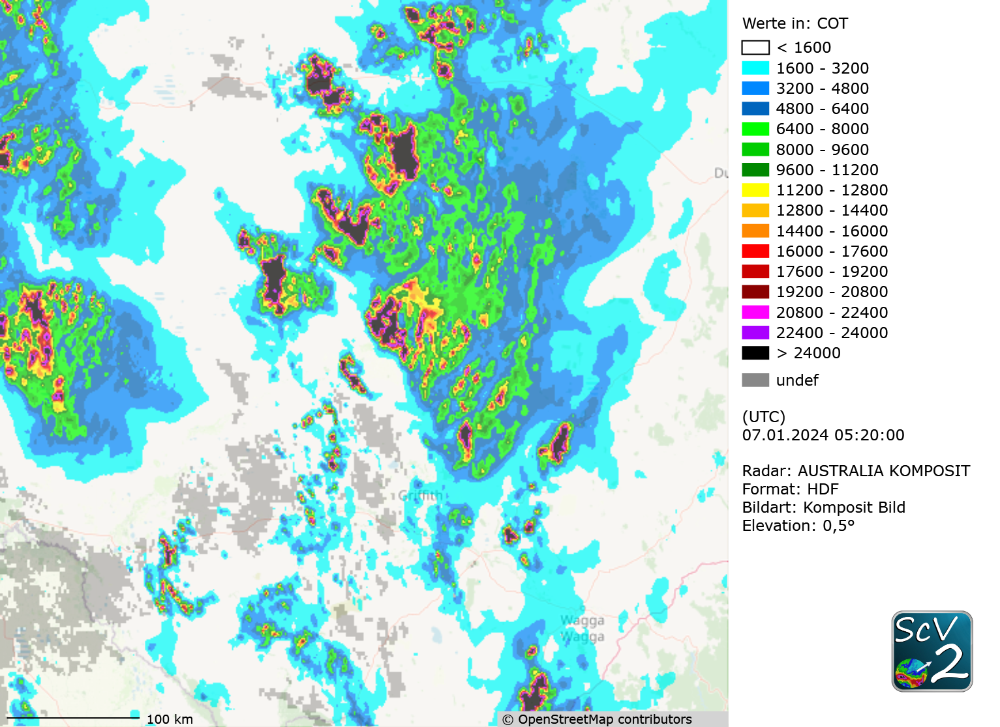 Werte in: COT
< 1600
1600 - 3200
3200 - 4800
4800 - 6400
6400 - 8000
8000 - 9600
9600 - 11200
11200 - 12800
12800 - 14400
14400 - 16000
16000 - 17600
17600 - 19200
19200 - 20800
20800 - 22400
22400 - 24000
> 24000
undef
(UTC)
07.01.2024 05:20:00
Radar: AUSTRALIA KOMPOSIT
Format: HDF
Bildart: Komposit Bild
Elevation: 0,5°
Du
Griffith
Wagga
Wagga
ScV
2
100 km
© OpenStreetMap contributors